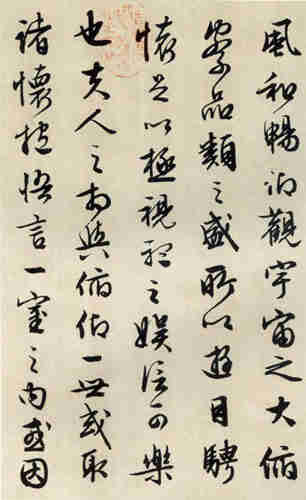 風和暢仰觀宇宙之大俯
察品類之盛所以遊目騁
懷足以極視聽之娛信可樂
也夫人之相與俯仰一世或取
諸懷抱悟言一室之內或因